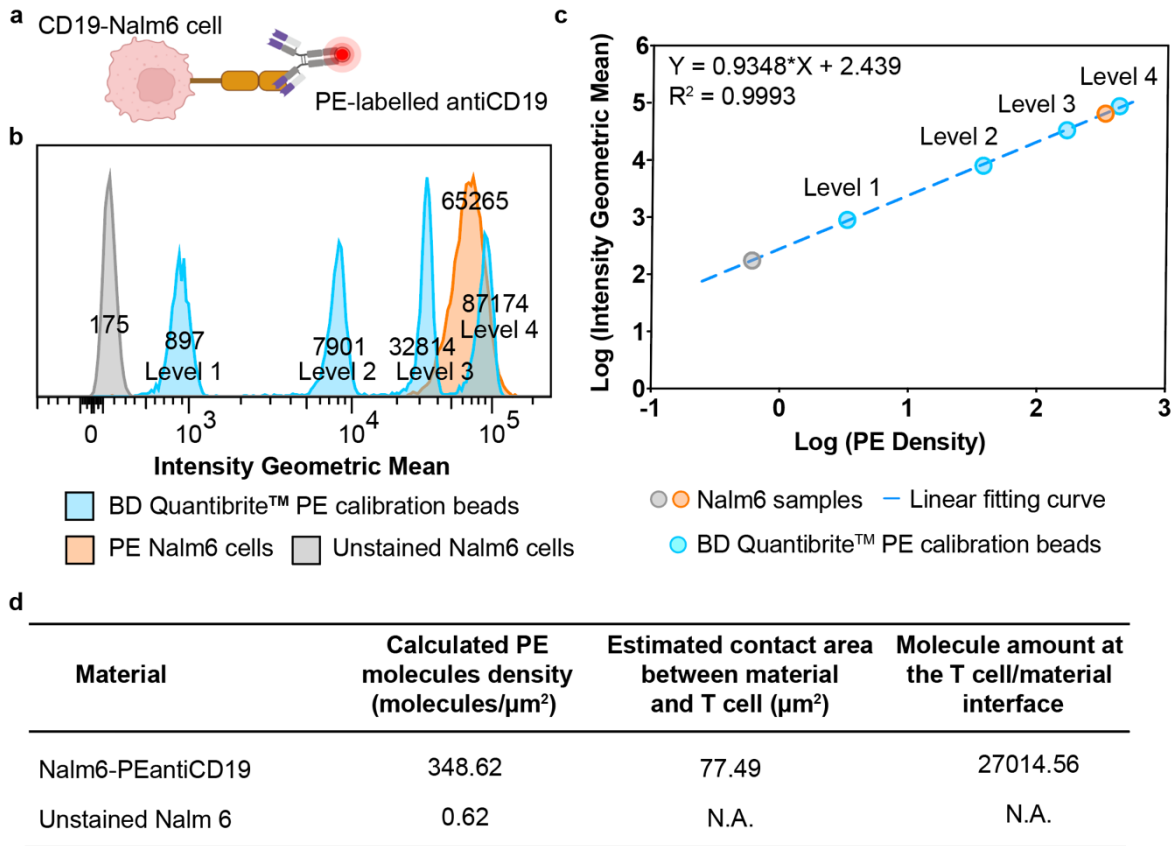 a
CD19-Nalm6 cell
PE-labelled antiCD19
b
175
897
Level 1
7901
Level 2
32814
Level 3
65265
87174
Level 4
0
10³
10⁴
10⁵
Intensity Geometric Mean
BD Quantibrite™ PE calibration beads
PE Nalm6 cells
Unstained Nalm6 cells
c
Y = 0.9348*X + 2.439
R² = 0.9993
Level 1
Level 2
Level 3
Level 4
6
5
4
3
2
1
0
-1
0
1
2
3
Log (Intensity Geometric Mean)
Log (PE Density)
Nalm6 samples
Linear fitting curve
BD Quantibrite™ PE calibration beads
d
Material
Calculated PE
molecules density
(molecules/µm²)
Estimated contact area
between material
and T cell (µm²)
Molecule amount at
the T cell/material
interface
Nalm6-PEantiCD19 348.62 77.49 27014.56
Unstained Nalm 6 0.62 N.A. N.A.